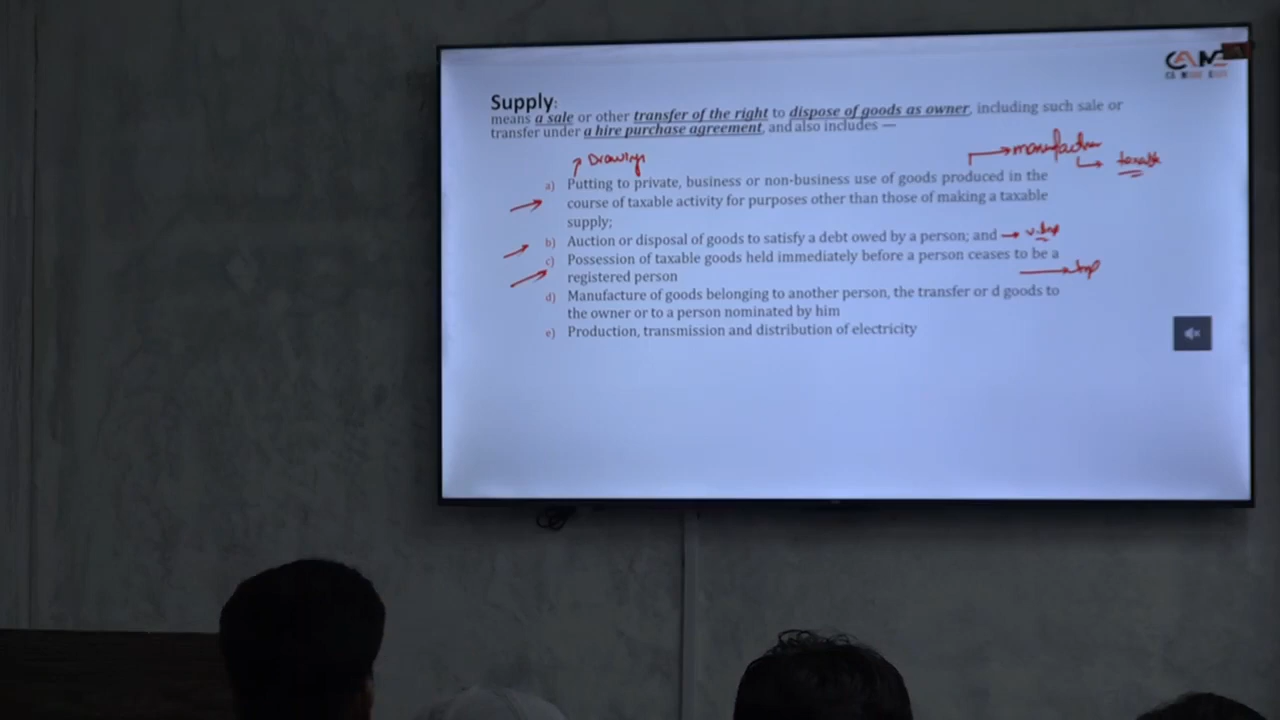 CAM
Supply:
means a sale or other transfer of the right to dispose of goods as owner, including such sale or
transfer under a hire purchase agreement, and also includes —
Drawings
manufacture
taxable
a) Putting to private, business or non-business use of goods produced in the
course of taxable activity for purposes other than those of making a taxable
supply;
b) Auction or disposal of goods to satisfy a debt owed by a person; and
c) Possession of taxable goods held immediately before a person ceases to be a
registered person
d) Manufacture of goods belonging to another person, the transfer or d goods to
the owner or to a person nominated by him
e) Production, transmission and distribution of electricity